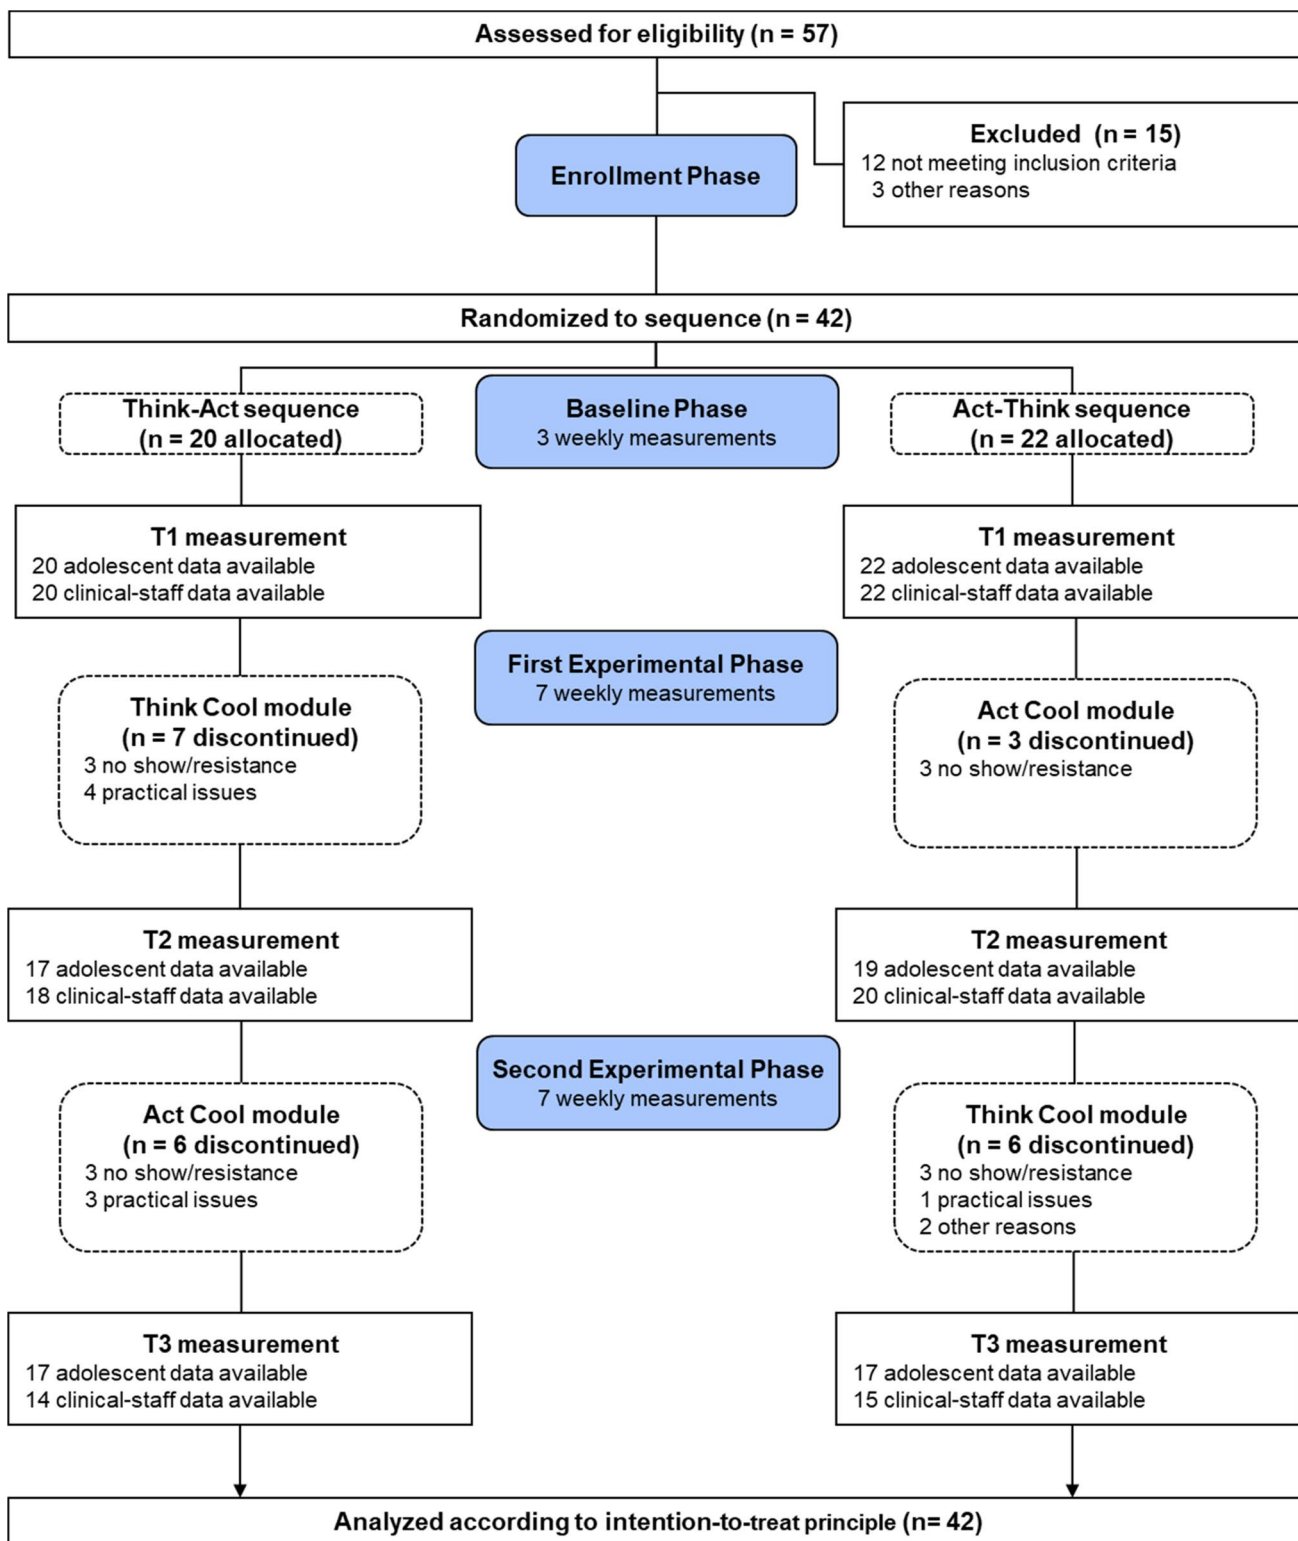 Assessed for eligibility (n = 57)
Excluded (n = 15)
12 not meeting inclusion criteria
3 other reasons
Enrollment Phase
Randomized to sequence (n = 42)
Think-Act sequence
(n = 20 allocated)
Baseline Phase
3 weekly measurements
Act-Think sequence
(n = 22 allocated)
T1 measurement
20 adolescent data available
20 clinical-staff data available
T1 measurement
22 adolescent data available
22 clinical-staff data available
First Experimental Phase
7 weekly measurements
Think Cool module
(n = 7 discontinued)
3 no show/resistance
4 practical issues
Act Cool module
(n = 3 discontinued)
3 no show/resistance
T2 measurement
17 adolescent data available
18 clinical-staff data available
T2 measurement
19 adolescent data available
20 clinical-staff data available
Second Experimental Phase
7 weekly measurements
Act Cool module
(n = 6 discontinued)
3 no show/resistance
3 practical issues
Think Cool module
(n = 6 discontinued)
3 no show/resistance
1 practical issues
2 other reasons
T3 measurement
17 adolescent data available
14 clinical-staff data available
T3 measurement
17 adolescent data available
15 clinical-staff data available
Analyzed according to intention-to-treat principle (n= 42)